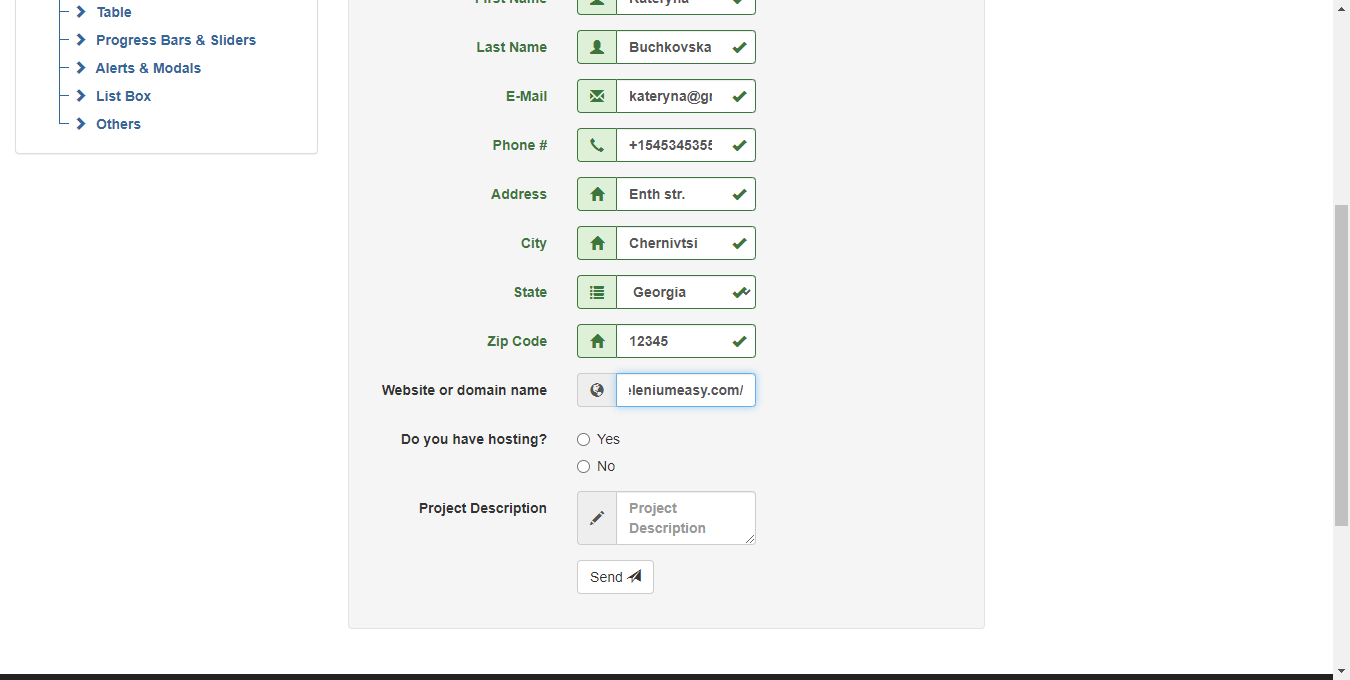 Table
Progress Bars & Sliders
Alerts & Modals
List Box
Others
First Name Kateryna
Last Name Buchkovska
E-Mail
Phone #
Address Enth str.
City Chernivtsi
State Georgia
Zip Code 12345
Website or domain name eleniumeasy.com/
Do you have hosting? Yes
No
Project Description Project
Description
Send